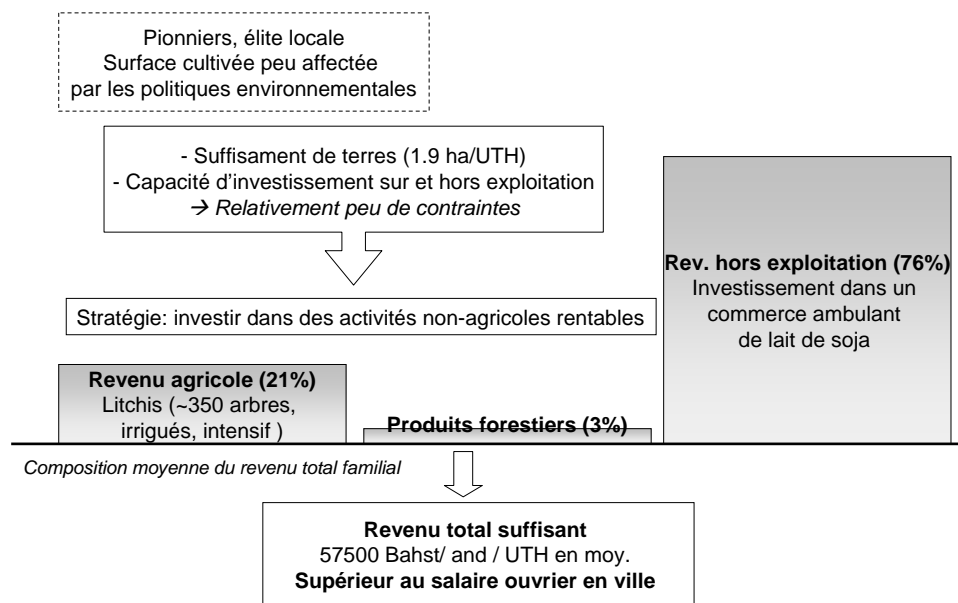 Pionniers, élite locale
Surface cultivée peu affectée
par les politiques environnementales
- Suffisament de terres (1.9 ha/UTH)
- Capacité d'investissement sur et hors exploitation
→ Relativement peu de contraintes
Stratégie: investir dans des activités non-agricoles rentables
Rev. hors exploitation (76%)
Investissement dans un
commerce ambulant
de lait de soja
Revenu agricole (21%)
Litchis (~350 arbres,
irrigués, intensif )
Produits forestiers (3%)
Composition moyenne du revenu total familial
Revenu total suffisant
57500 Bahst/ and / UTH en moy.
Supérieur au salaire ouvrier en ville